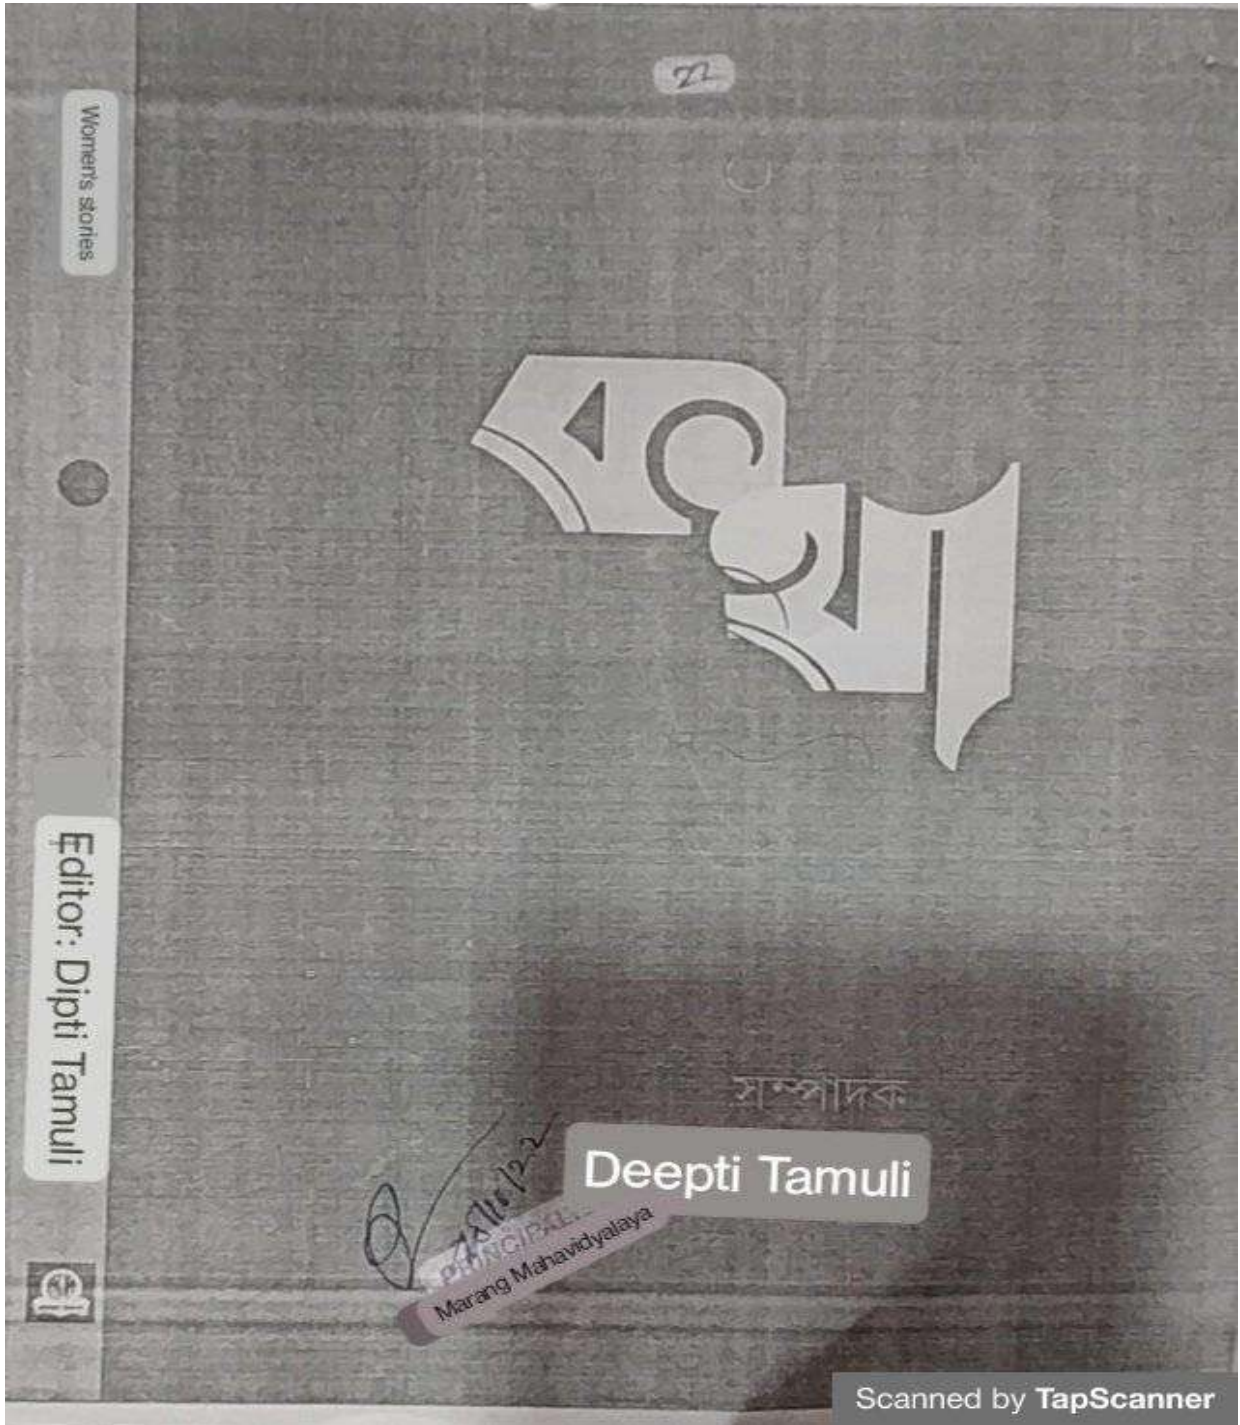 22
Women's stories
কথা
Editor: Dipti Tamuli
সম্পাদক
Deepti Tamuli
PRINCIPAL
Marang Mahavidyalaya
Scanned by TapScanner